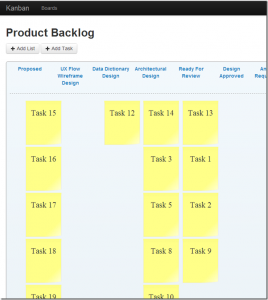 Kanban Boards
Product Backlog
+ Add List + Add Task
Proposed
UX Flow
Wireframe
Design
Data Dictionary
Design
Architectural
Design
Ready For
Review
Design
Approved
Task 15
Task 12
Task 14
Task 13
Task 16
Task 3
Task 1
Task 17
Task 5
Task 2
Task 18
Task 8
Task 9
Task 19
Task 10